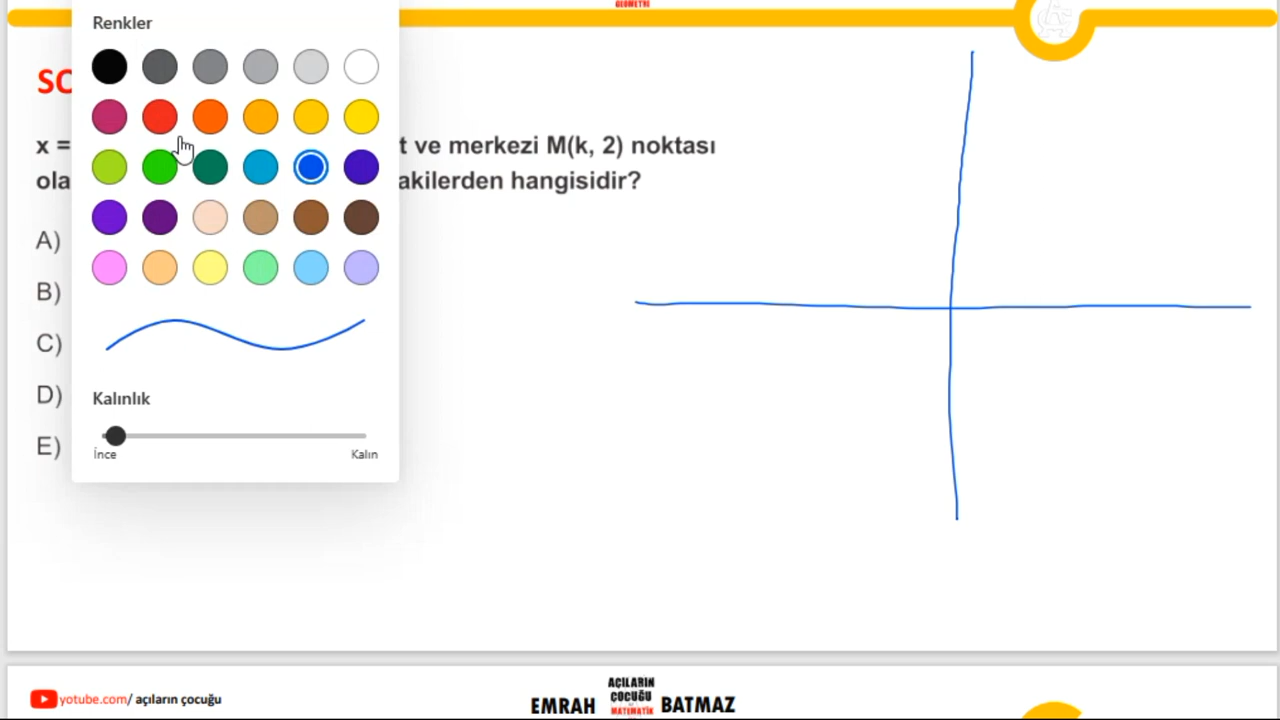 GEOMETRİ
Renkler
x = t ve merkezi M(k, 2) noktası
ola akilerden hangisidir?
A)
B)
C)
D)
E)
Kalınlık
İnce Kalın
yotube.com/ açıların çocuğu
AÇILARIN
ÇOCUĞU
EMRAH MATEMATİK BATMAZ